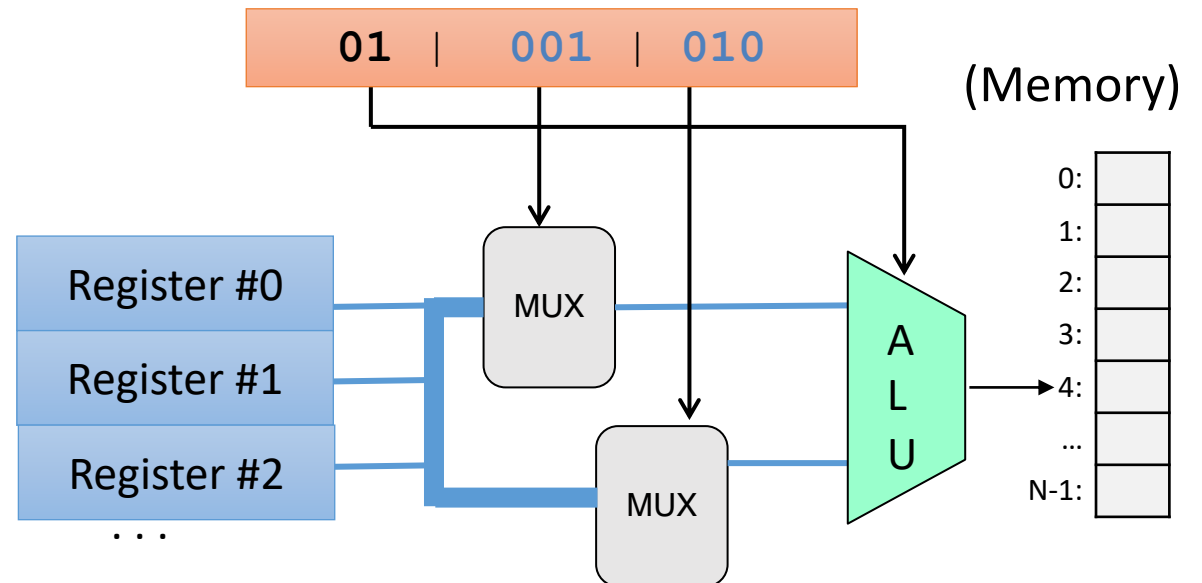 01 | 001 | 010
(Memory)
0:
1:
2:
3:
4:
...
N-1:
Register #0
Register #1
Register #2
. . .
MUX
MUX
A
L
U